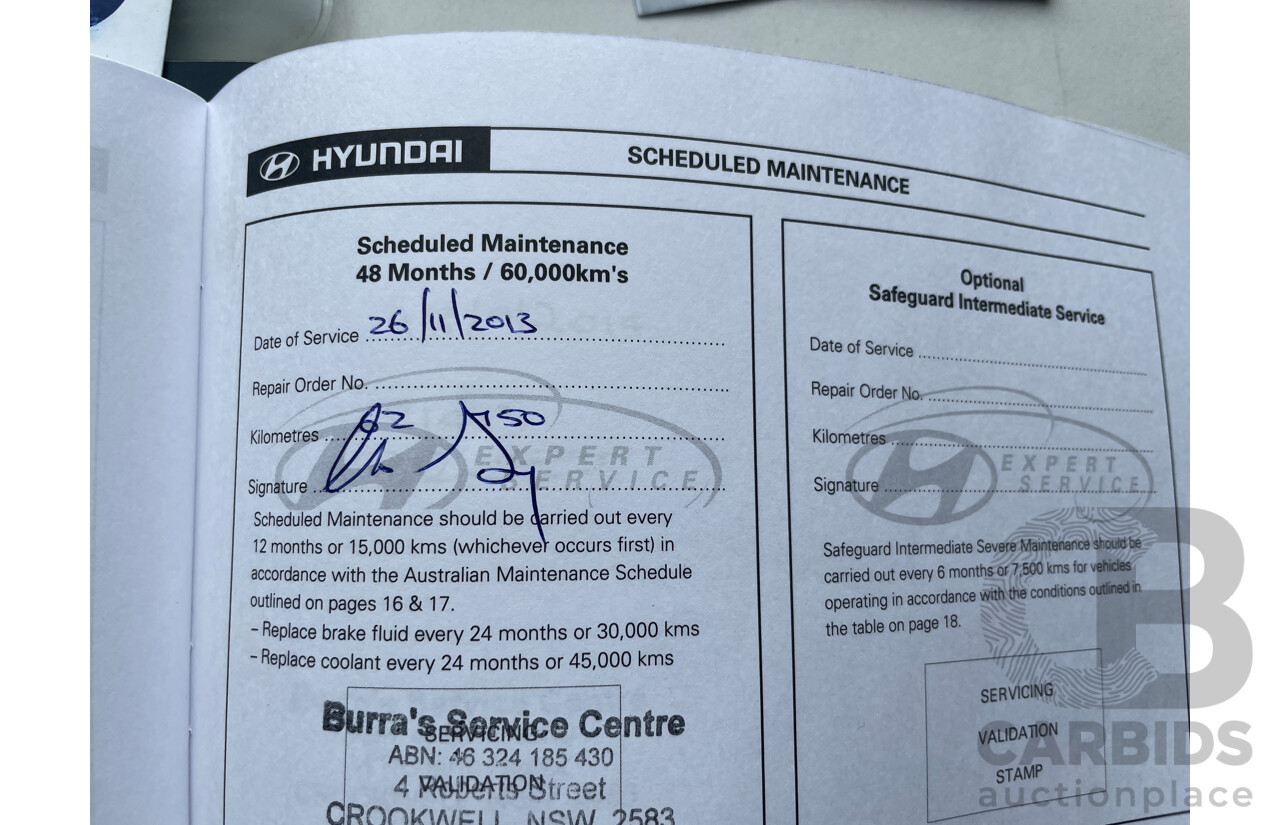 HYUNDAI
SCHEDULED MAINTENANCE
Scheduled Maintenance
48 Months / 60,000km's
Date of Service 26/11/2013
Repair Order No.
Kilometres
Signature
EXPERT
SERVICE
Scheduled Maintenance should be carried out every
12 months or 15,000 kms (whichever occurs first) in
accordance with the Australian Maintenance Schedule
outlined on pages 16 & 17.
- Replace brake fluid every 24 months or 30,000 kms
- Replace coolant every 24 months or 45,000 kms
SERVICING
VALIDATION
Burra's Service Centre
ABN: 46 324 185 430
4 Roberts Street
CROOKWELL NSW 2583
Optional
Safeguard Intermediate Service
Date of Service
Repair Order No.
Kilometres
Signature
EXPERT
SERVICE
Safeguard Intermediate Severe Maintenance should be
carried out every 6 months or 7,500 kms for vehicles
operating in accordance with the conditions outlined in
the table on page 18.
SERVICING
VALIDATION
STAMP
CARBIDS
auctionplace